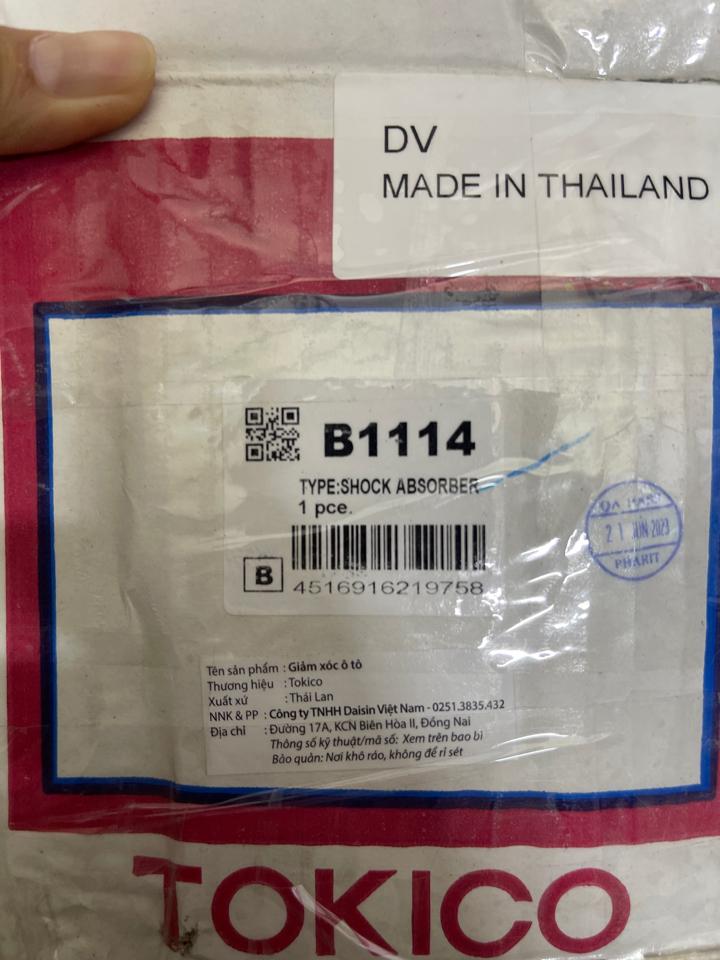 DV
MADE IN THAILAND
B1114
TYPE:SHOCK ABSORBER
1 pce.
B
4516916219758
21 JUN 2023
PHARIT
Tên sản phẩm : Giảm xóc ô tô
Thương hiệu : Tokico
Xuất xứ : Thái Lan
NNK & PP : Công ty TNHH Daisin Việt Nam - 0251.3835.432
Địa chỉ : Đường 17A, KCN Biên Hòa II, Đồng Nai
Thông số kỹ thuật/mã số: Xem trên bao bì
Bảo quản: Nơi khô ráo, không để rỉ sét
TOKICO